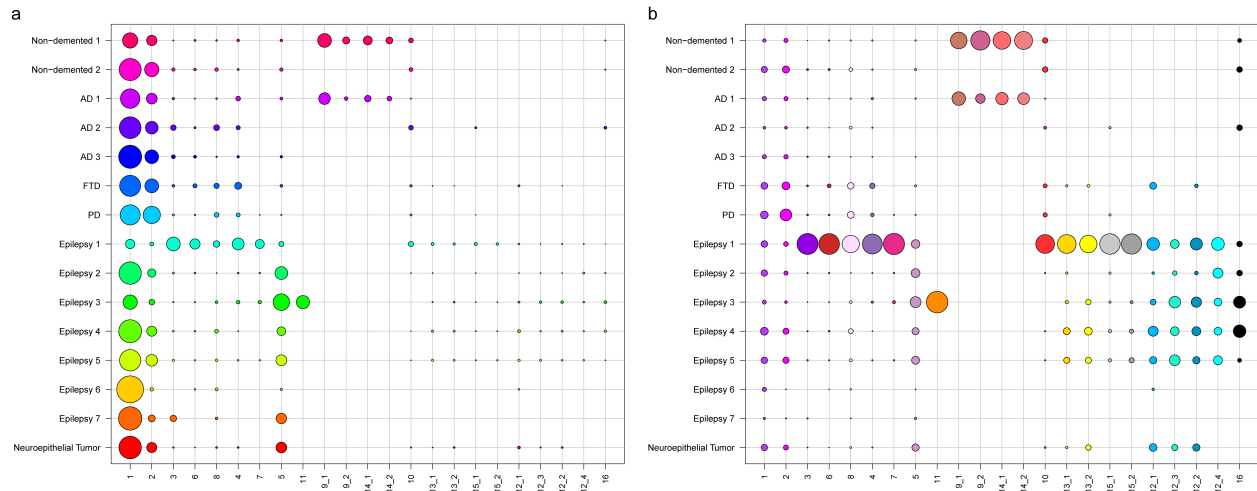 a
Non-demented 1
Non-demented 2
AD 1
AD 2
AD 3
FTD
PD
Epilepsy 1
Epilepsy 2
Epilepsy 3
Epilepsy 4
Epilepsy 5
Epilepsy 6
Epilepsy 7
Neuroepithelial Tumor
1
2
3
6
8
4
7
5
11
9_1
9_2
14_1
14_2
10
13_1
13_2
15_1
15_2
12_1
12_3
12_2
12_4
16
b
Non-demented 1
Non-demented 2
AD 1
AD 2
AD 3
FTD
PD
Epilepsy 1
Epilepsy 2
Epilepsy 3
Epilepsy 4
Epilepsy 5
Epilepsy 6
Epilepsy 7
Neuroepithelial Tumor
1
2
3
6
8
4
7
5
11
9_1
9_2
14_1
14_2
10
13_1
13_2
15_1
15_2
12_1
12_3
12_2
12_4
16